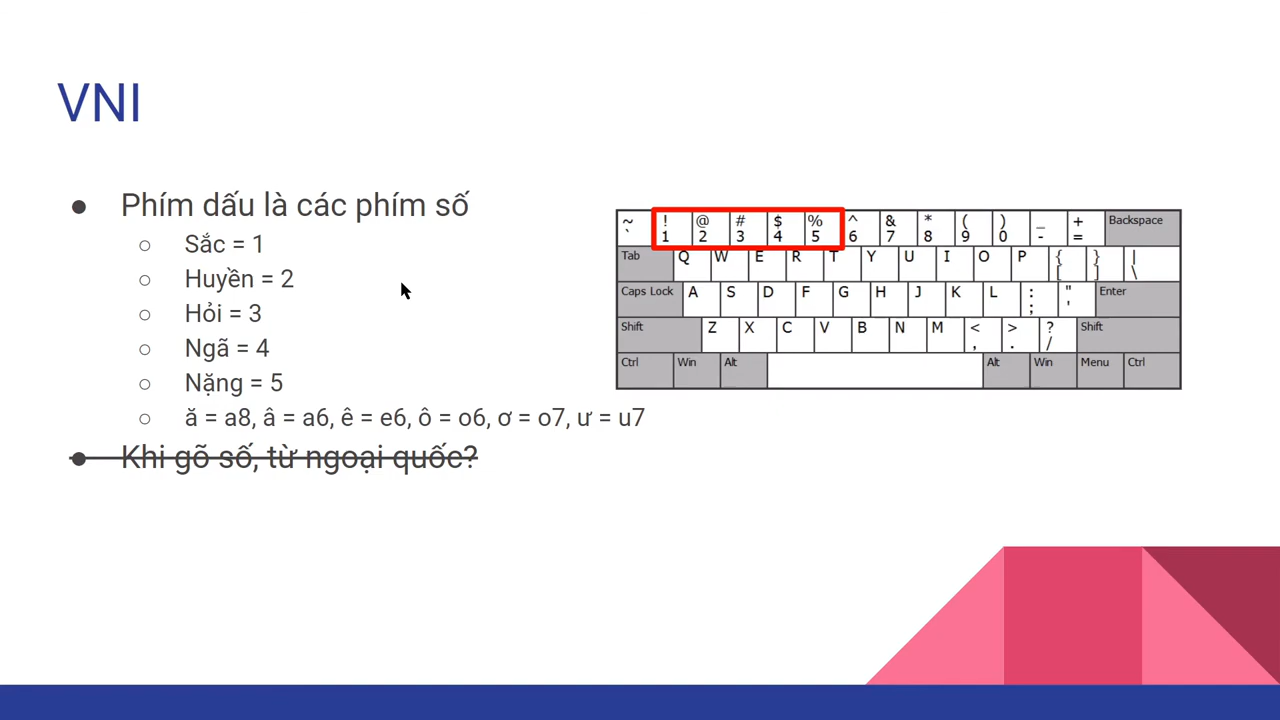 VNI
● Phím dấu là các phím số
○ Sắc = 1
○ Huyền = 2
○ Hỏi = 3
○ Ngã = 4
○ Nặng = 5
○ ă = a8, â = a6, ê = e6, ô = o6, ơ = o7, ư = u7
● Khi gõ số, từ ngoại quốc?
~ ! @ # $ % ^ & * ( ) _ + Backspace
` 1 2 3 4 5 6 7 8 9 0 - =
Tab Q W E R T Y U I O P { } |
[ ] \
Caps Lock A S D F G H J K L : " Enter
; '
Shift Z X C V B N M < > ? Shift
, . /
Ctrl Win Alt Alt Win Menu Ctrl